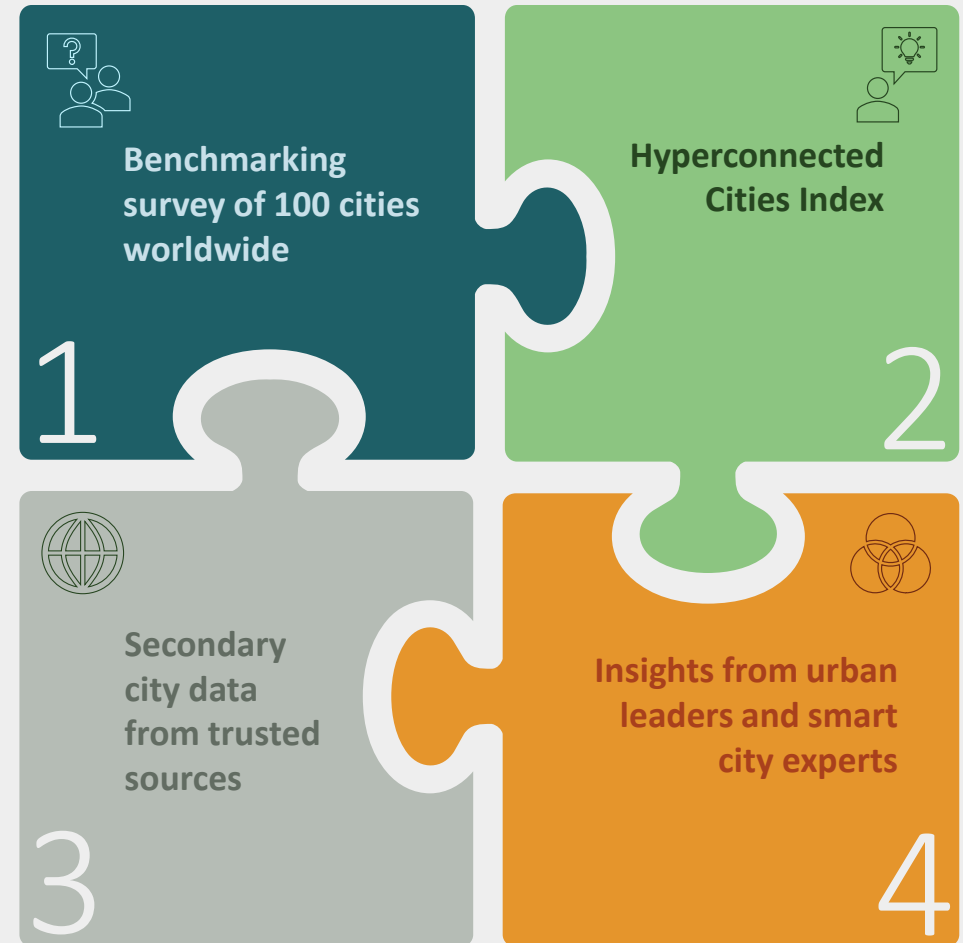 ?
Benchmarking
survey of 100 cities
worldwide
1
Hyperconnected
Cities Index
2
Secondary
city data
from trusted
sources
3
Insights from urban
leaders and smart
city experts
4